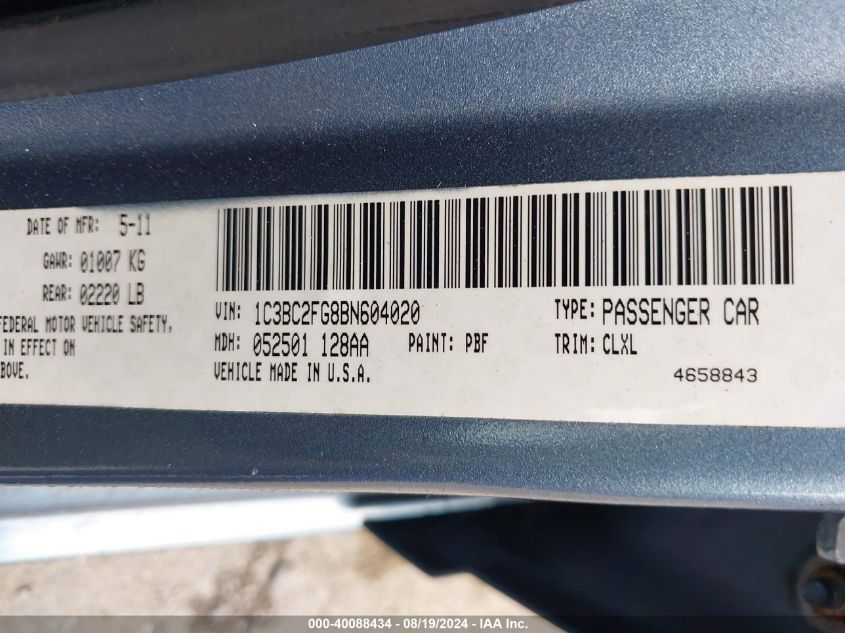 DATE OF MFR: 5-11
GAWR: 01007 KG
REAR: 02220 LB
FEDERAL MOTOR VEHICLE SAFETY,
IN EFFECT ON
ABOVE.
VIN: 1C3BC2FG8BN604020
TYPE: PASSENGER CAR
MDH: 052501 128AA PAINT: PBF
TRIM: CLXL
VEHICLE MADE IN U.S.A.
4658843
000-40088434 - 08/19/2024 - IAA Inc.